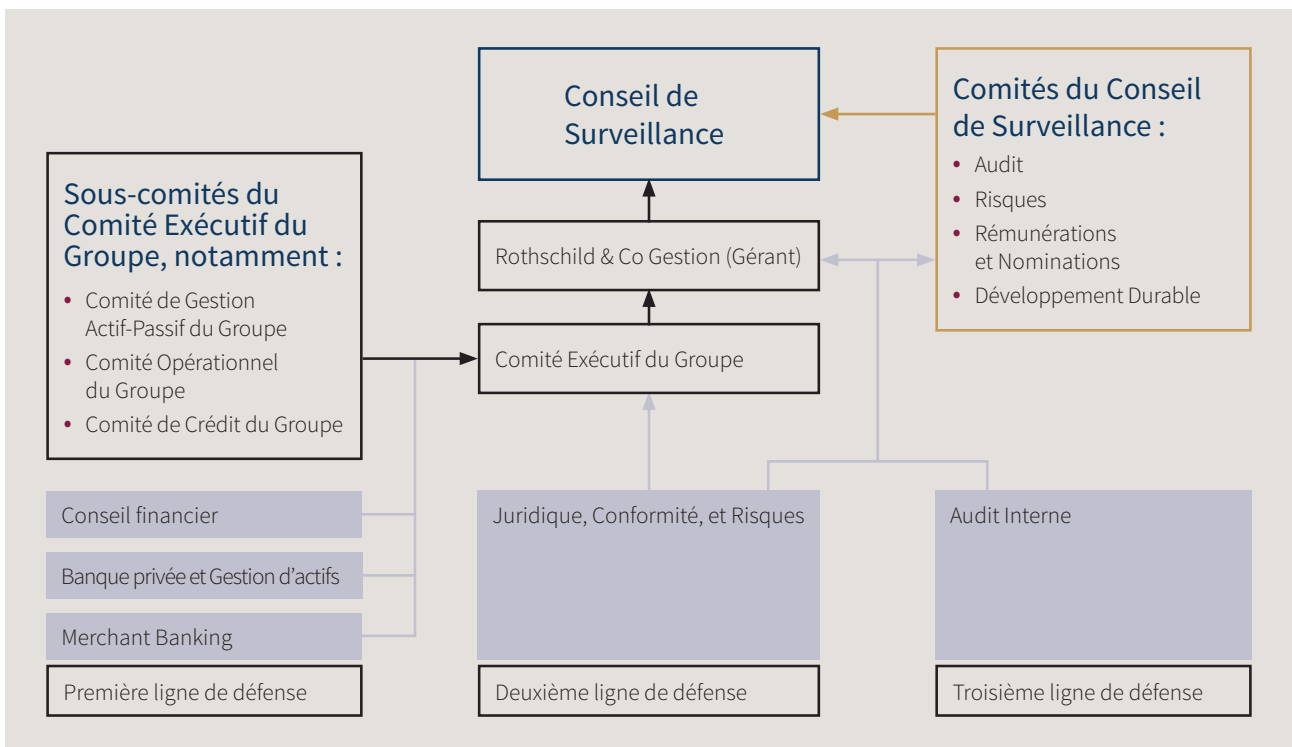 Conseil de
Surveillance
Comités du Conseil
de Surveillance :
• Audit
• Risques
• Rémunérations
et Nominations
• Développement Durable
Sous-comités du
Comité Exécutif du
Groupe, notamment :
• Comité de Gestion
Actif-Passif du Groupe
• Comité Opérationnel
du Groupe
• Comité de Crédit du Groupe
Rothschild & Co Gestion (Gérant)
Comité Exécutif du Groupe
Conseil financier
Banque privée et Gestion d’actifs
Merchant Banking
Première ligne de défense
Juridique, Conformité, et Risques
Deuxième ligne de défense
Audit Interne
Troisième ligne de défense